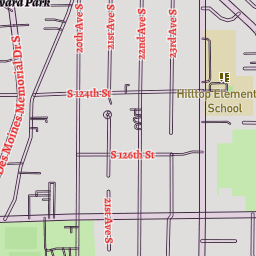 ward Park
Des Moines Memorial Dr S
20th Ave S
21st Ave S
22nd Ave S
23rd Ave S
S 124th St
Hilltop Element
School
S 126th St
21st Ave S